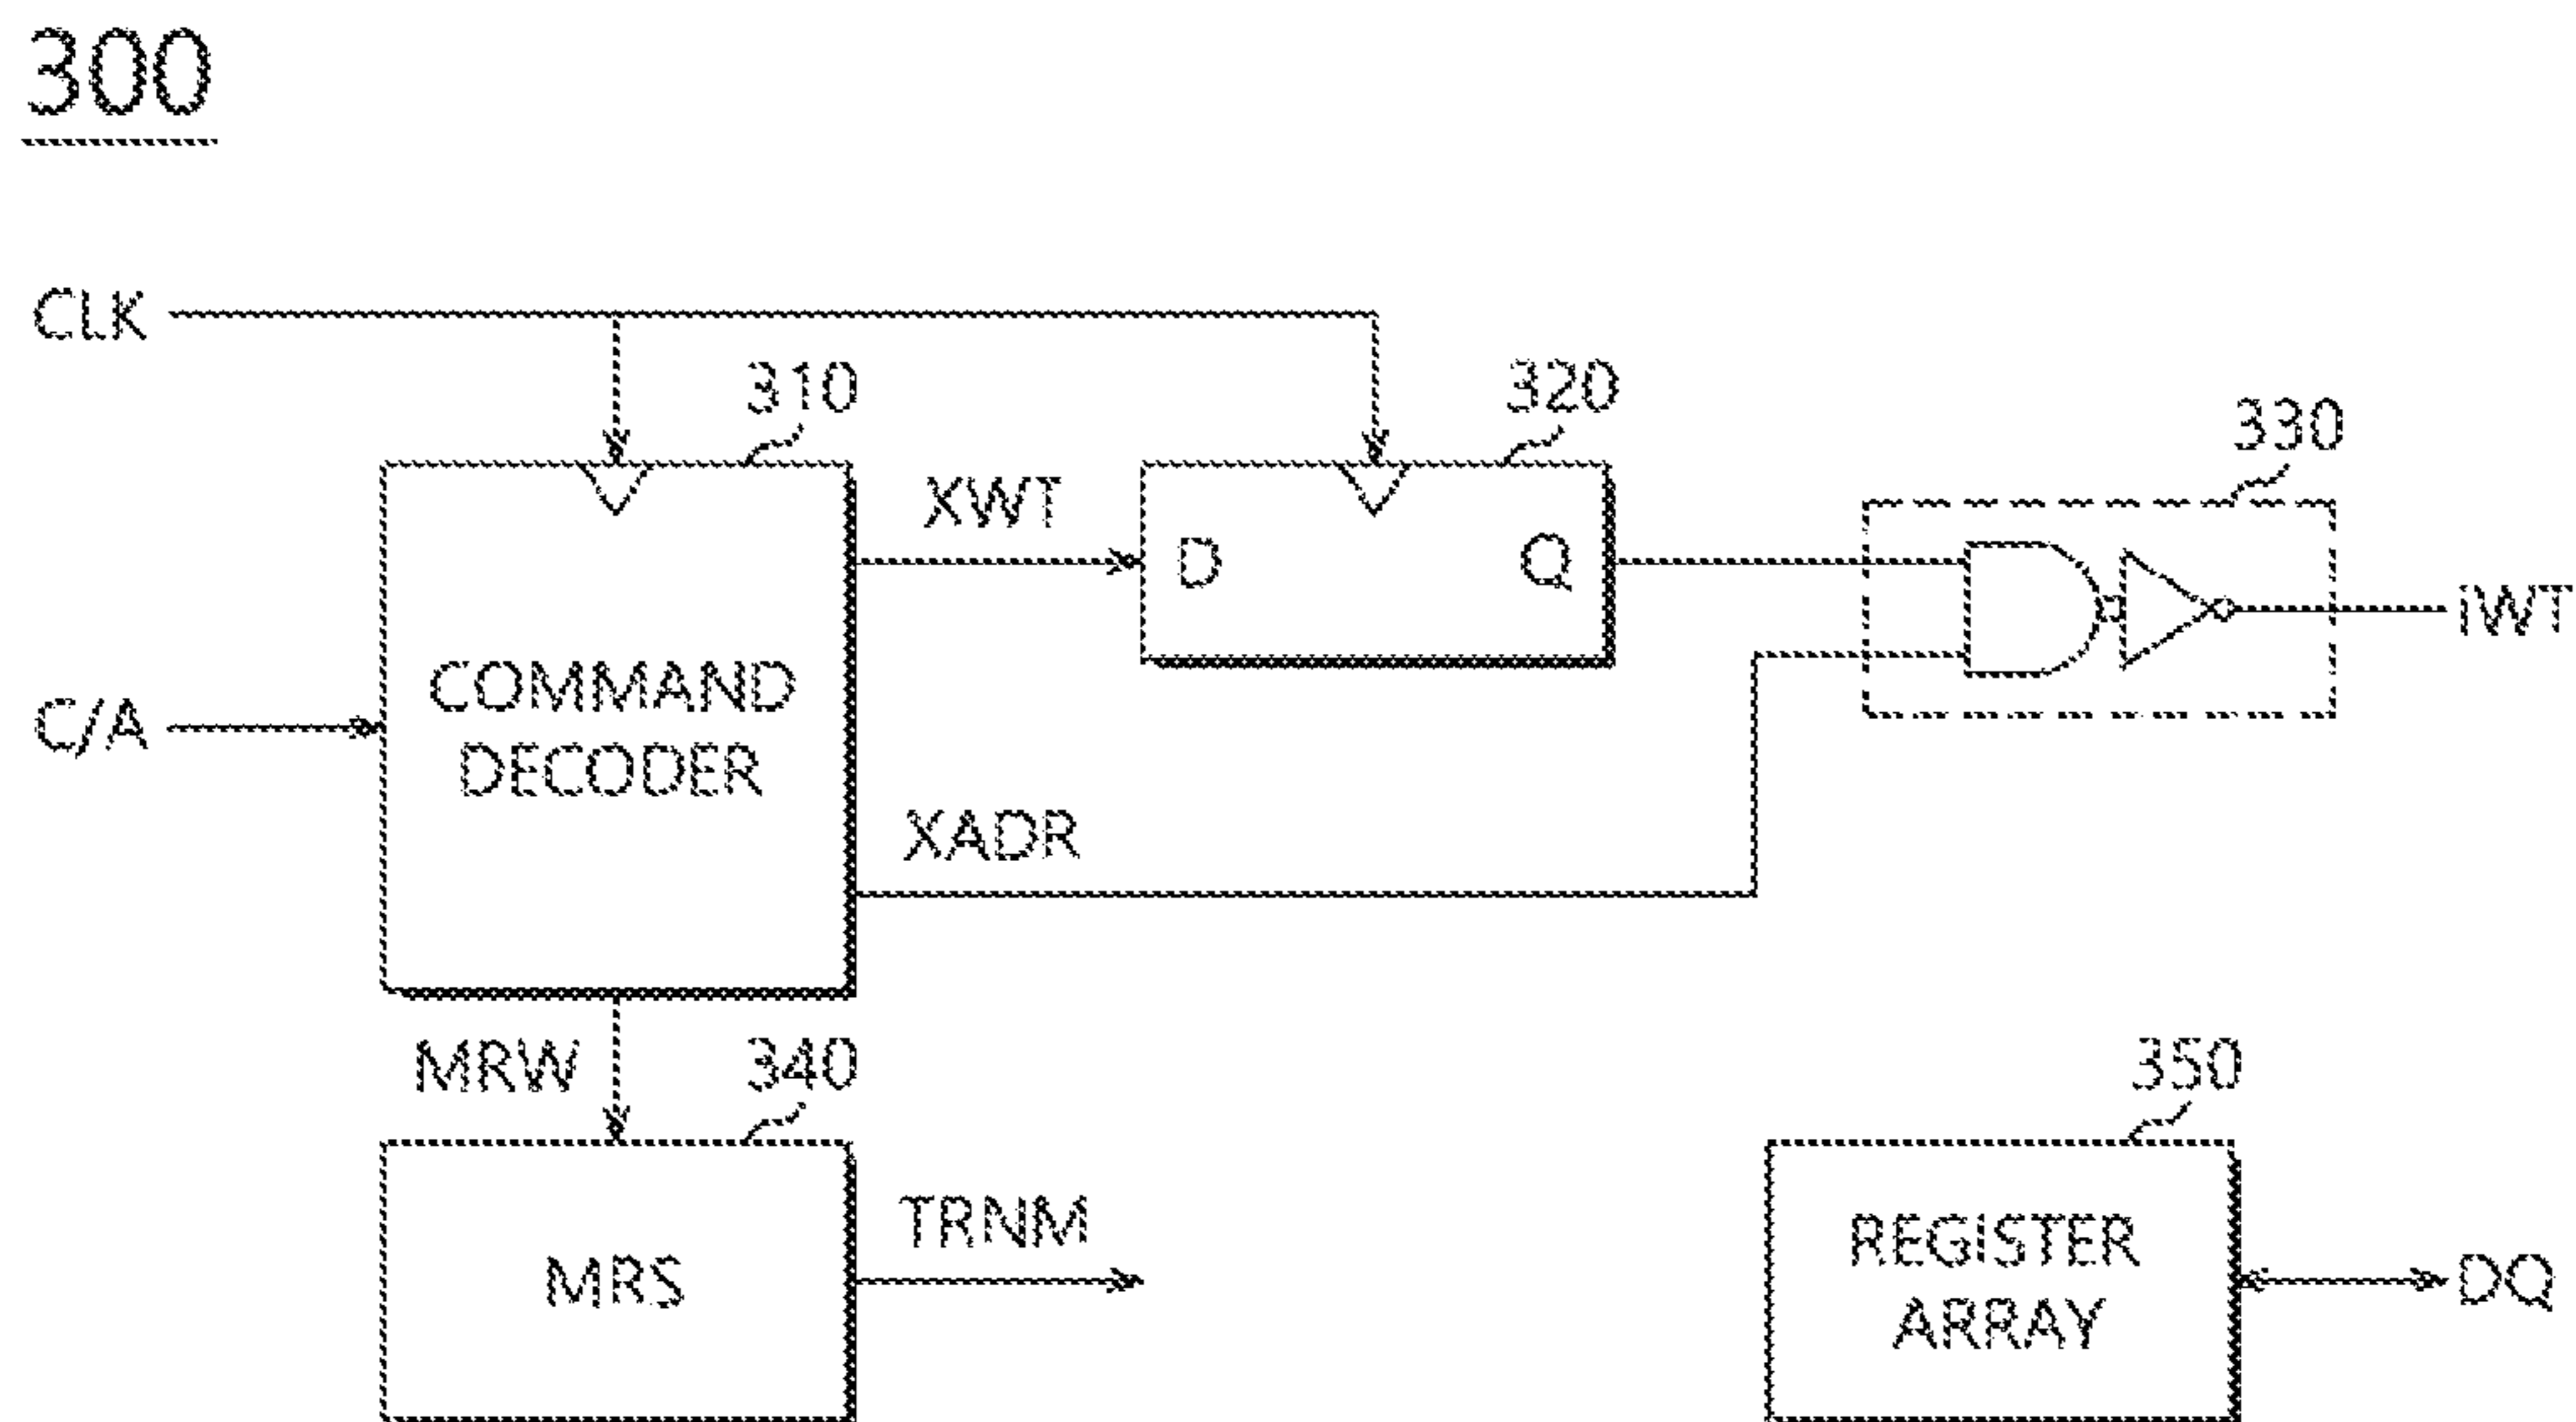 300
CLK
310
320
330
XWT
D
Q
iWT
COMMAND
DECODER
C/A
XADR
MRW
340
350
TRNM
MRS
REGISTER
ARRAY
DQ